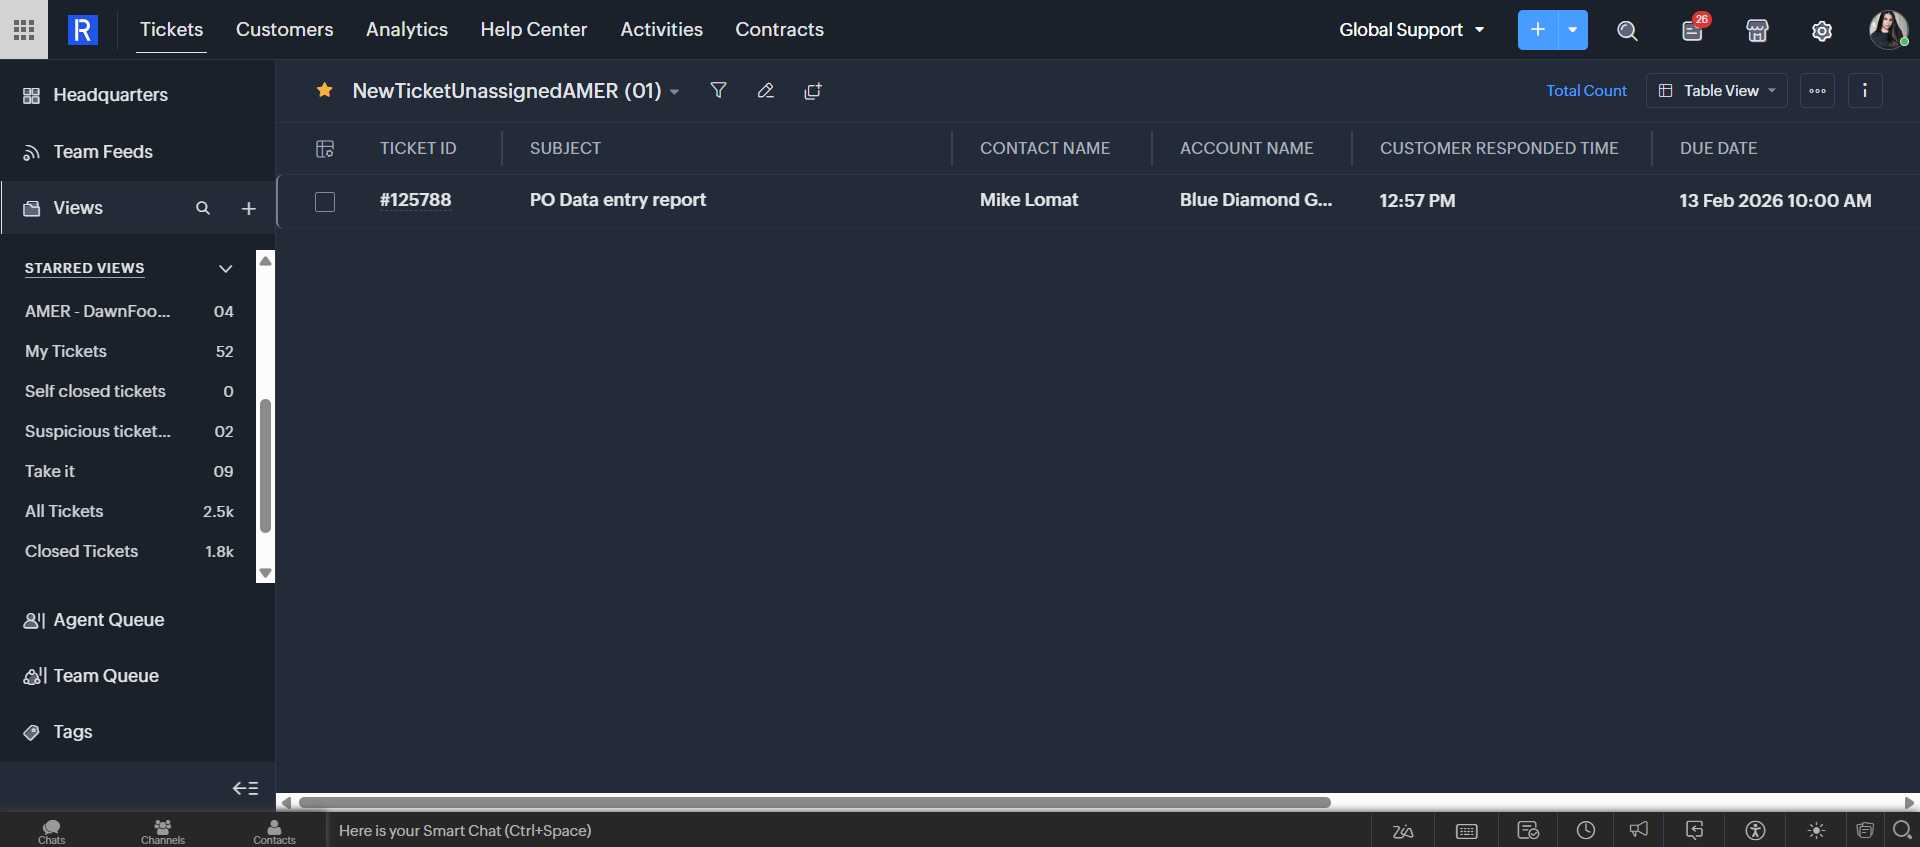 R Tickets Customers Analytics Help Center Activities Contracts Global Support + 26
Headquarters
Team Feeds
Views
STARRED VIEWS
AMER - DawnFoo... 04
My Tickets 52
Self closed tickets 0
Suspicious ticket... 02
Take it 09
All Tickets 2.5k
Closed Tickets 1.8k
Agent Queue
Team Queue
Tags
NewTicketUnassignedAMER (01) Total Count Table View
TICKET ID SUBJECT CONTACT NAME ACCOUNT NAME CUSTOMER RESPONDED TIME DUE DATE
#125788 PO Data entry report Mike Lomat Blue Diamond G... 12:57 PM 13 Feb 2026 10:00 AM
Chats Channels Contacts Here is your Smart Chat (Ctrl+Space)